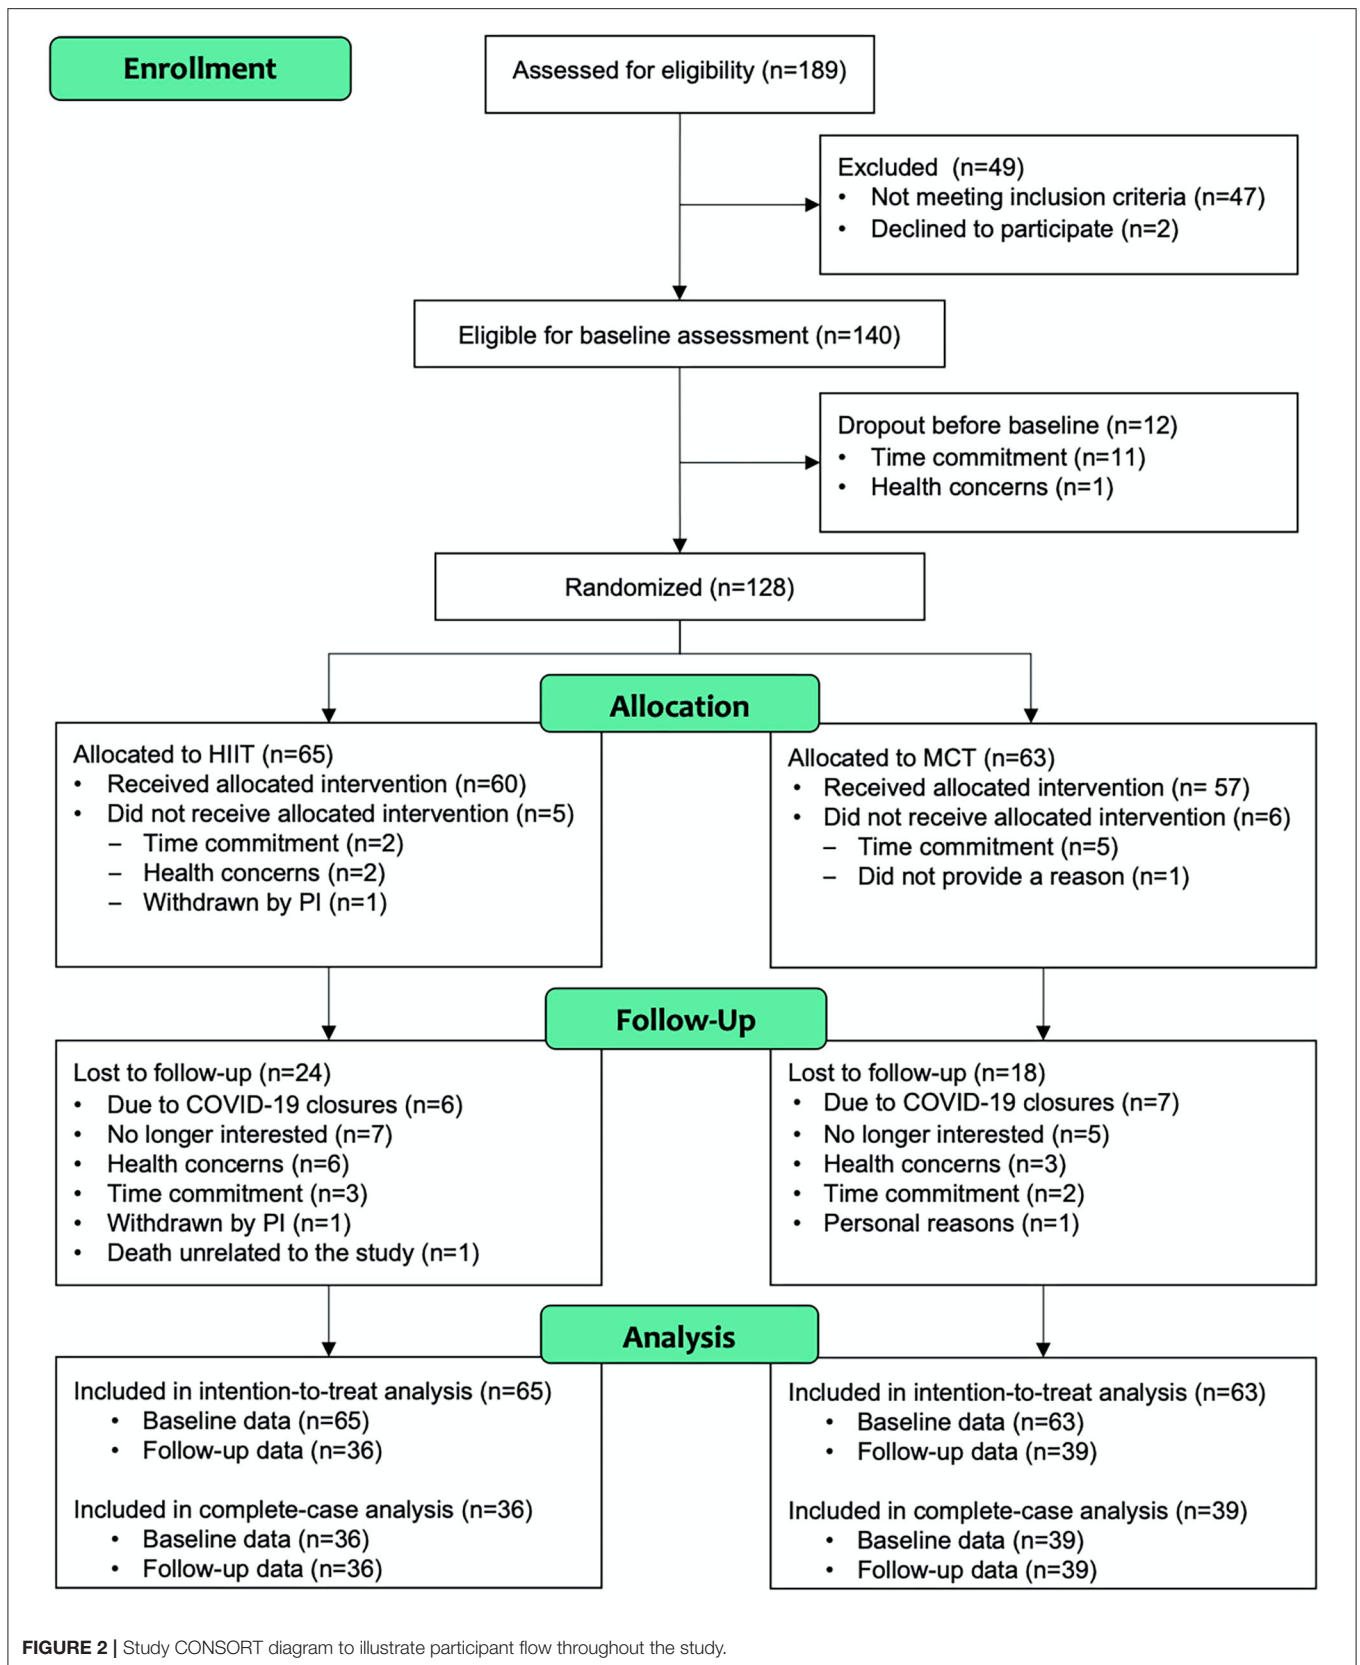 Enrollment
Assessed for eligibility (n=189)
Excluded (n=49)
• Not meeting inclusion criteria (n=47)
• Declined to participate (n=2)
Eligible for baseline assessment (n=140)
Dropout before baseline (n=12)
• Time commitment (n=11)
• Health concerns (n=1)
Randomized (n=128)
Allocation
Allocated to HIIT (n=65)
• Received allocated intervention (n=60)
• Did not receive allocated intervention (n=5)
– Time commitment (n=2)
– Health concerns (n=2)
– Withdrawn by PI (n=1)
Allocated to MCT (n=63)
• Received allocated intervention (n= 57)
• Did not receive allocated intervention (n=6)
– Time commitment (n=5)
– Did not provide a reason (n=1)
Follow-Up
Lost to follow-up (n=24)
• Due to COVID-19 closures (n=6)
• No longer interested (n=7)
• Health concerns (n=6)
• Time commitment (n=3)
• Withdrawn by PI (n=1)
• Death unrelated to the study (n=1)
Lost to follow-up (n=18)
• Due to COVID-19 closures (n=7)
• No longer interested (n=5)
• Health concerns (n=3)
• Time commitment (n=2)
• Personal reasons (n=1)
Analysis
Included in intention-to-treat analysis (n=65)
• Baseline data (n=65)
• Follow-up data (n=36)
Included in complete-case analysis (n=36)
• Baseline data (n=36)
• Follow-up data (n=36)
Included in intention-to-treat analysis (n=63)
• Baseline data (n=63)
• Follow-up data (n=39)
Included in complete-case analysis (n=39)
• Baseline data (n=39)
• Follow-up data (n=39)
FIGURE 2 | Study CONSORT diagram to illustrate participant flow throughout the study.